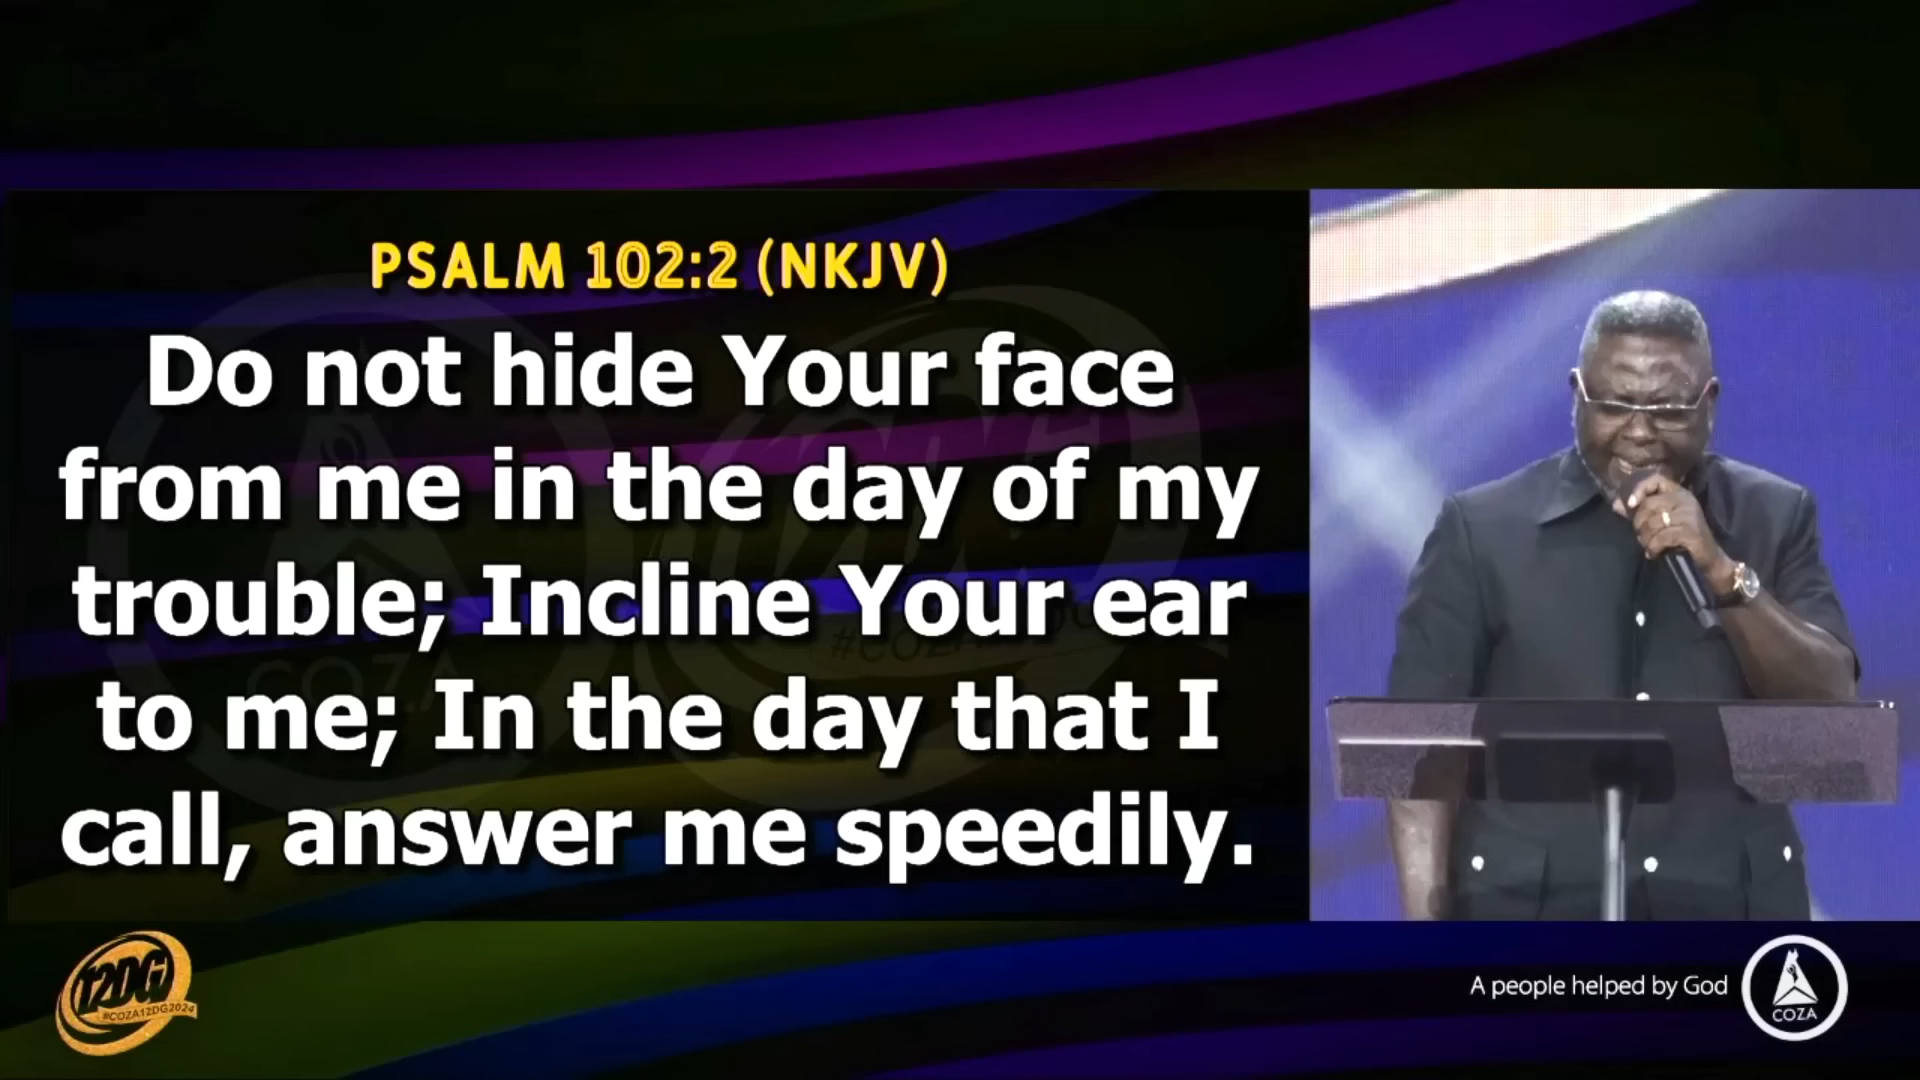 PSALM 102:2 (NKJV)
Do not hide Your face
from me in the day of my
trouble; Incline Your ear
to me; In the day that I
call, answer me speedily.
12DG
#COZA12DG2024
A people helped by God
COZA